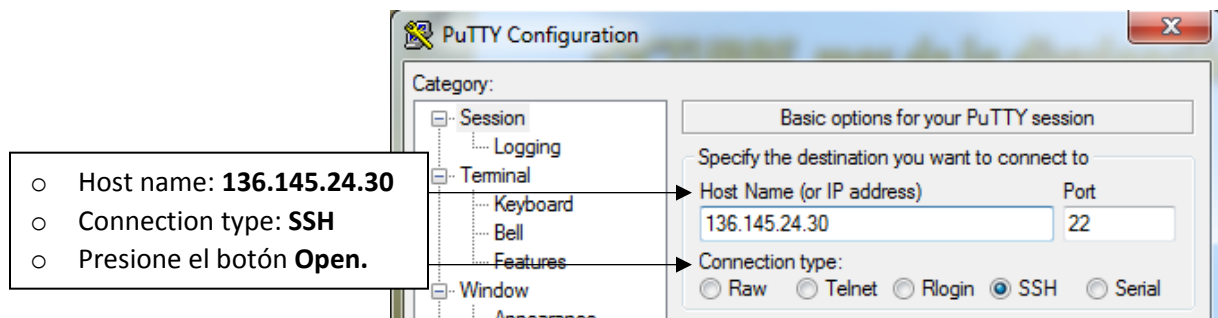 PuTTY Configuration
X
Category:
Session
Logging
Terminal
Keyboard
Bell
Features
Window
Appearance
Basic options for your PuTTY session
Specify the destination you want to connect to
Host Name (or IP address) Port
136.145.24.30 22
Connection type:
Raw Telnet Rlogin SSH Serial
o Host name: 136.145.24.30
o Connection type: SSH
o Presione el botón Open.